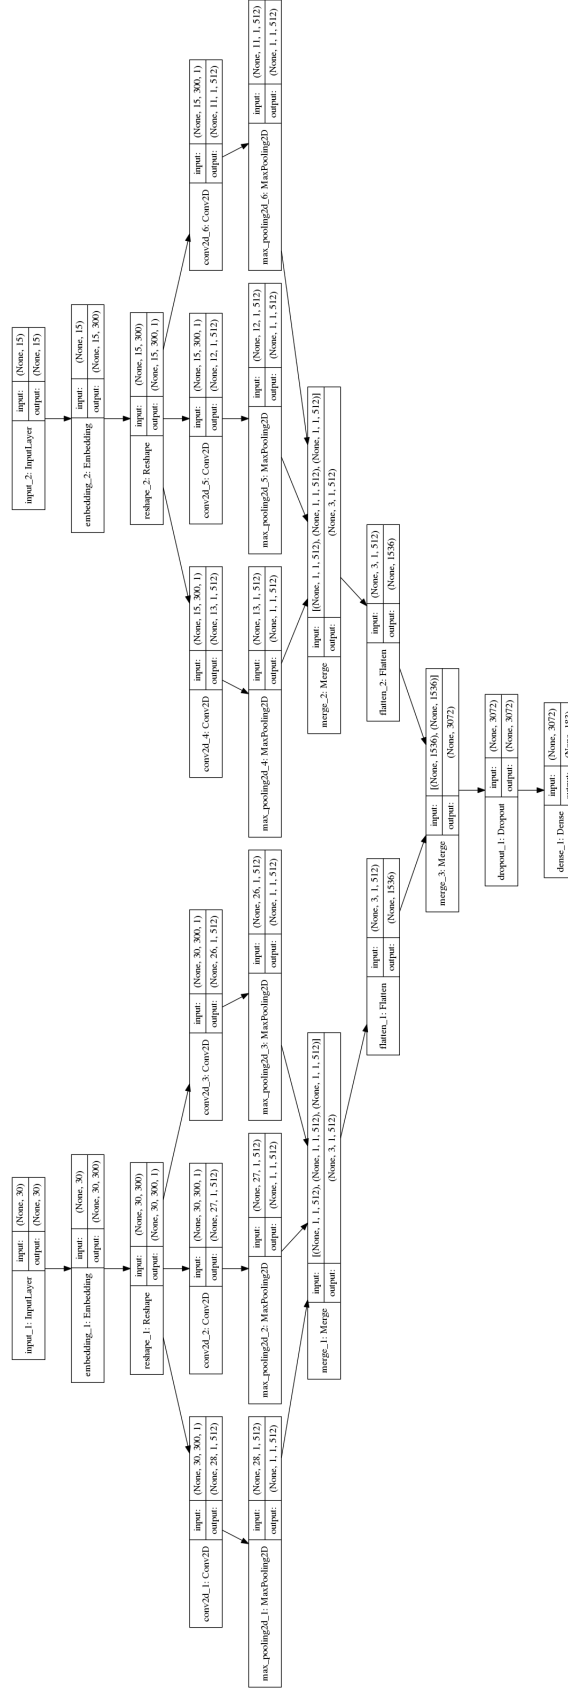 input_1: InputLayer
input: (None, 30)
output: (None, 30)
input_2: InputLayer
input: (None, 15)
output: (None, 15)
embedding_1: Embedding
input: (None, 30)
output: (None, 30, 300)
embedding_2: Embedding
input: (None, 15)
output: (None, 15, 300)
reshape_1: Reshape
input: (None, 30, 300)
output: (None, 30, 300, 1)
reshape_2: Reshape
input: (None, 15, 300)
output: (None, 15, 300, 1)
conv2d_1: Conv2D
input: (None, 30, 300, 1)
output: (None, 28, 1, 512)
conv2d_2: Conv2D
input: (None, 30, 300, 1)
output: (None, 27, 1, 512)
conv2d_3: Conv2D
input: (None, 30, 300, 1)
output: (None, 26, 1, 512)
conv2d_4: Conv2D
input: (None, 15, 300, 1)
output: (None, 13, 1, 512)
conv2d_5: Conv2D
input: (None, 15, 300, 1)
output: (None, 12, 1, 512)
conv2d_6: Conv2D
input: (None, 15, 300, 1)
output: (None, 11, 1, 512)
max_pooling2d_1: MaxPooling2D
input: (None, 28, 1, 512)
output: (None, 1, 1, 512)
max_pooling2d_2: MaxPooling2D
input: (None, 27, 1, 512)
output: (None, 1, 1, 512)
max_pooling2d_3: MaxPooling2D
input: (None, 26, 1, 512)
output: (None, 1, 1, 512)
max_pooling2d_4: MaxPooling2D
input: (None, 13, 1, 512)
output: (None, 1, 1, 512)
max_pooling2d_5: MaxPooling2D
input: (None, 12, 1, 512)
output: (None, 1, 1, 512)
max_pooling2d_6: MaxPooling2D
input: (None, 11, 1, 512)
output: (None, 1, 1, 512)
merge_1: Merge
input: [(None, 1, 1, 512), (None, 1, 1, 512), (None, 1, 1, 512)]
output: (None, 3, 1, 512)
merge_2: Merge
input: [(None, 1, 1, 512), (None, 1, 1, 512), (None, 1, 1, 512)]
output: (None, 3, 1, 512)
flatten_1: Flatten
input: (None, 3, 1, 512)
output: (None, 1536)
flatten_2: Flatten
input: (None, 3, 1, 512)
output: (None, 1536)
merge_3: Merge
input: [(None, 1536), (None, 1536)]
output: (None, 3072)
dropout_1: Dropout
input: (None, 3072)
output: (None, 3072)
dense_1: Dense
input: (None, 3072)